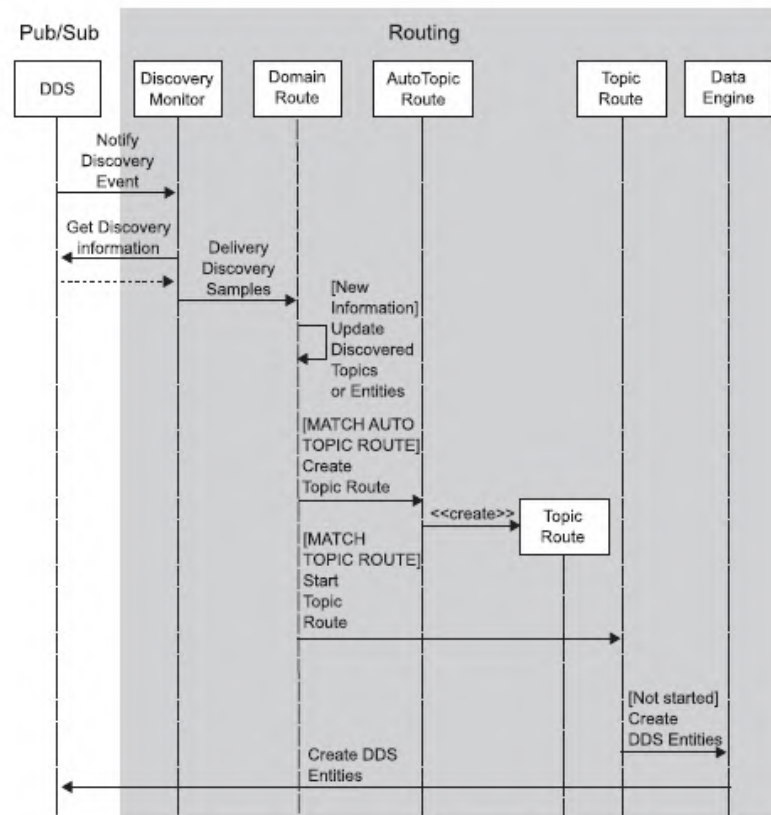 Pub/Sub
Routing
DDS
Discovery
Monitor
Domain
Route
AutoTopic
Route
Topic
Route
Data
Engine
Notify
Discovery
Event
Get Discovery
information
Delivery
Discovery
Samples
[New
Information]
Update
Discovered
Topics
or Entities
[MATCH AUTO
TOPIC ROUTE]
Create
Topic Route
<<create>>
Topic
Route
[MATCH
TOPIC ROUTE]
Start
Topic
Route
[Not started]
Create
DDS Entities
Create DDS
Entities